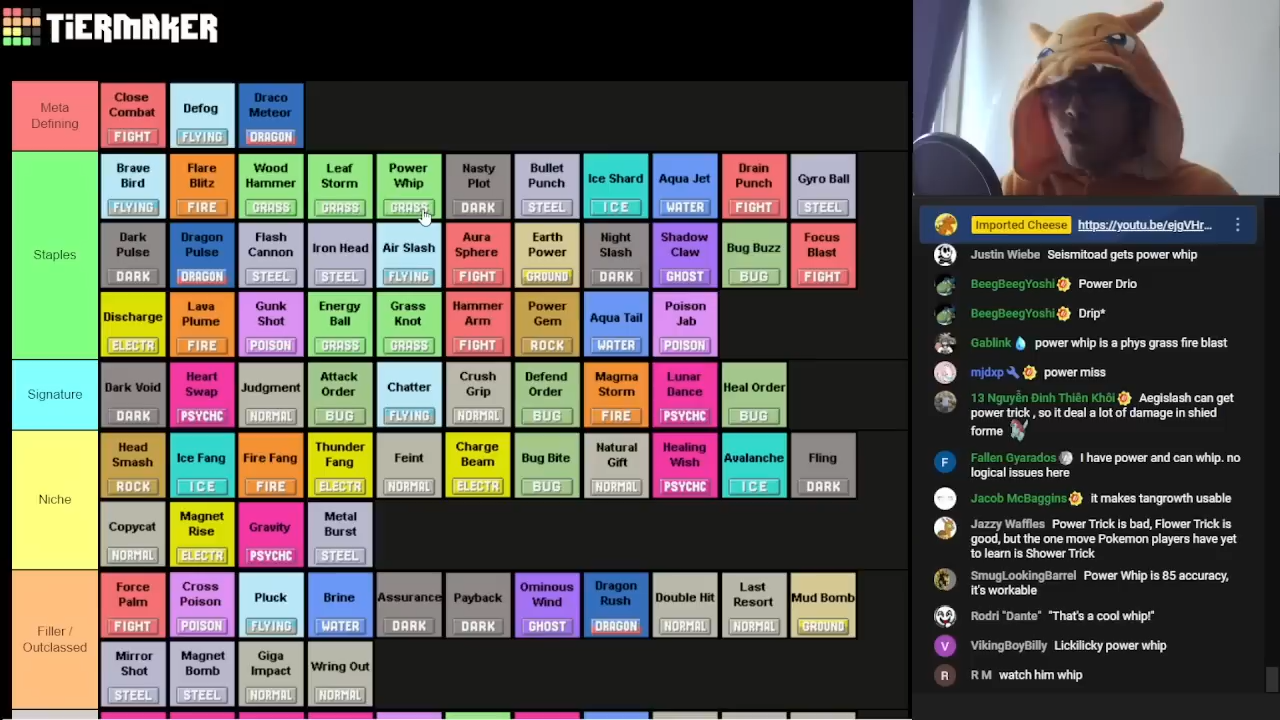 TiERMAKER
Meta
Defining
Close
Combat
FIGHT
Defog
FLYING
Draco
Meteor
DRAGON
Staples
Brave
Bird
FLYING
Flare
Blitz
FIRE
Wood
Hammer
GRASS
Leaf
Storm
GRASS
Power
Whip
GRASS
Nasty
Plot
DARK
Bullet
Punch
STEEL
Ice Shard
ICE
Aqua Jet
WATER
Drain
Punch
FIGHT
Gyro Ball
STEEL
Dark
Pulse
DARK
Dragon
Pulse
DRAGON
Flash
Cannon
STEEL
Iron Head
STEEL
Air Slash
FLYING
Aura
Sphere
FIGHT
Earth
Power
GROUND
Night
Slash
DARK
Shadow
Claw
GHOST
Bug Buzz
BUG
Focus
Blast
FIGHT
Discharge
ELECTR
Lava
Plume
FIRE
Gunk
Shot
POISON
Energy
Ball
GRASS
Grass
Knot
GRASS
Hammer
Arm
FIGHT
Power
Gem
ROCK
Aqua Tail
WATER
Poison
Jab
POISON
Signature
Dark Void
DARK
Heart
Swap
PSYCHC
Judgment
NORMAL
Attack
Order
BUG
Chatter
FLYING
Crush
Grip
NORMAL
Defend
Order
BUG
Magma
Storm
FIRE
Lunar
Dance
PSYCHC
Heal Order
BUG
Niche
Head
Smash
ROCK
Ice Fang
ICE
Fire Fang
FIRE
Thunder
Fang
ELECTR
Feint
NORMAL
Charge
Beam
ELECTR
Bug Bite
BUG
Natural
Gift
NORMAL
Healing
Wish
PSYCHC
Avalanche
ICE
Fling
DARK
Copycat
NORMAL
Magnet
Rise
ELECTR
Gravity
PSYCHC
Metal
Burst
STEEL
Filler /
Outclassed
Force
Palm
FIGHT
Cross
Poison
POISON
Pluck
FLYING
Brine
WATER
Assurance
DARK
Payback
DARK
Ominous
Wind
GHOST
Dragon
Rush
DRAGON
Double Hit
NORMAL
Last
Resort
NORMAL
Mud Bomb
GROUND
Mirror
Shot
STEEL
Magnet
Bomb
STEEL
Giga
Impact
NORMAL
Wring Out
NORMAL
Imported Cheese https://youtu.be/ejgVHr...
Justin Wiebe Seismitoad gets power whip
BeegBeegYoshi Power Drio
BeegBeegYoshi Drip*
Gablink power whip is a phys grass fire blast
mjdxp power miss
13 Nguyễn Đinh Thiên Khôi Aegislash can get
power trick , so it deal a lot of damage in shied
forme
F Fallen Gyarados I have power and can whip. no
logical issues here
Jacob McBaggins it makes tangrowth usable
Jazzy Waffles Power Trick is bad, Flower Trick is
good, but the one move Pokemon players have yet
to learn is Shower Trick
SmugLookingBarrel Power Whip is 85 accuracy,
it's workable
Rodri "Dante" "That's a cool whip!"
V VikingBoyBilly Lickilicky power whip
R R M watch him whip